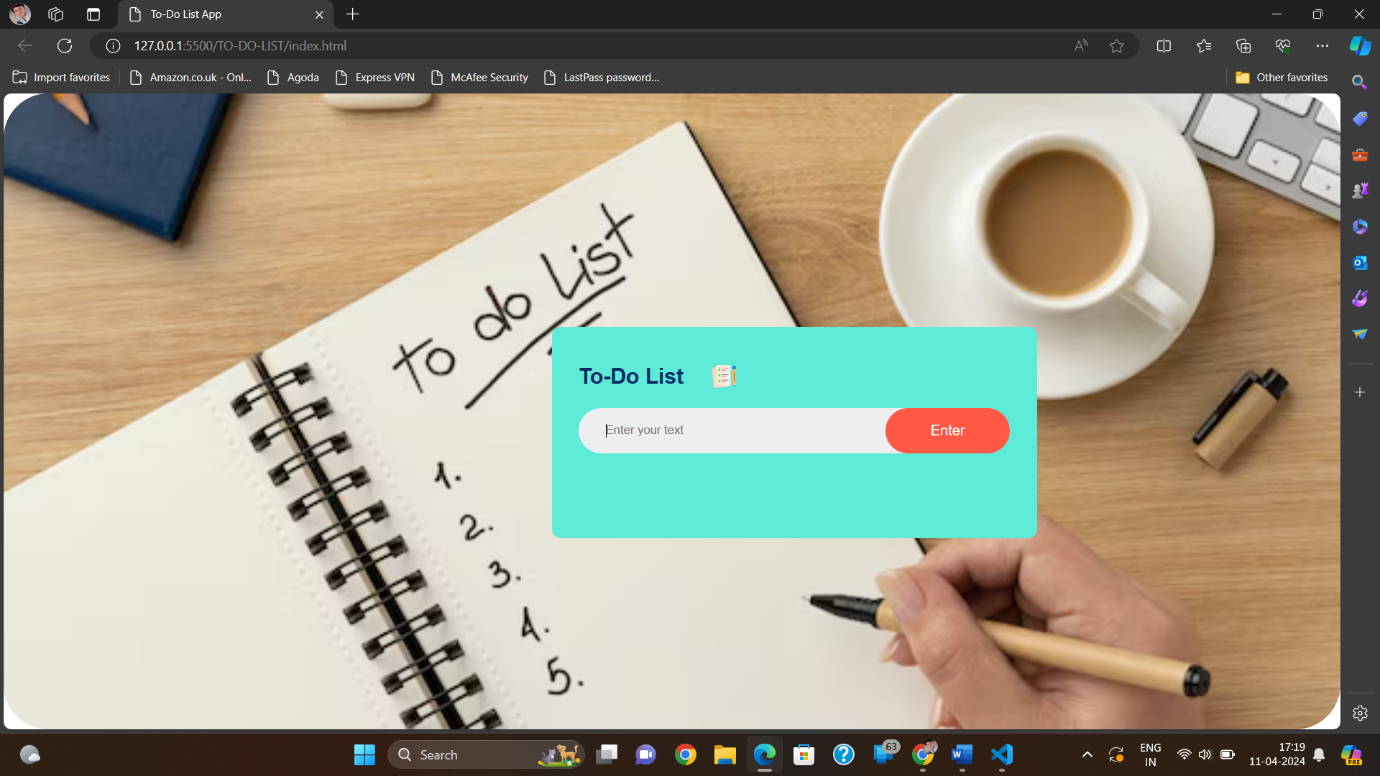 To-Do List App
127.0.0.1:5500/TO-DO-LIST/index.html
Import favorites
Amazon.co.uk - Onl...
Agoda
Express VPN
McAfee Security
LastPass password...
Other favorites
to do List
To-Do List
Enter your text
Enter
1.
2.
3.
4.
5.
Search
63
ENG
IN
17:19
11-04-2024
PRE